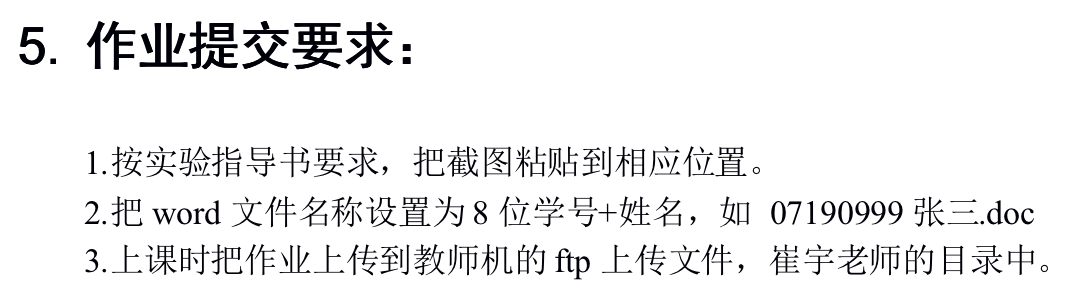 5. 作业提交要求：
1.按实验指导书要求，把截图粘贴到相应位置。
2.把 word 文件名称设置为 8 位学号+姓名，如 07190999 张三.doc
3.上课时把作业上传到教师机的 ftp 上传文件，崔宇老师的目录中。